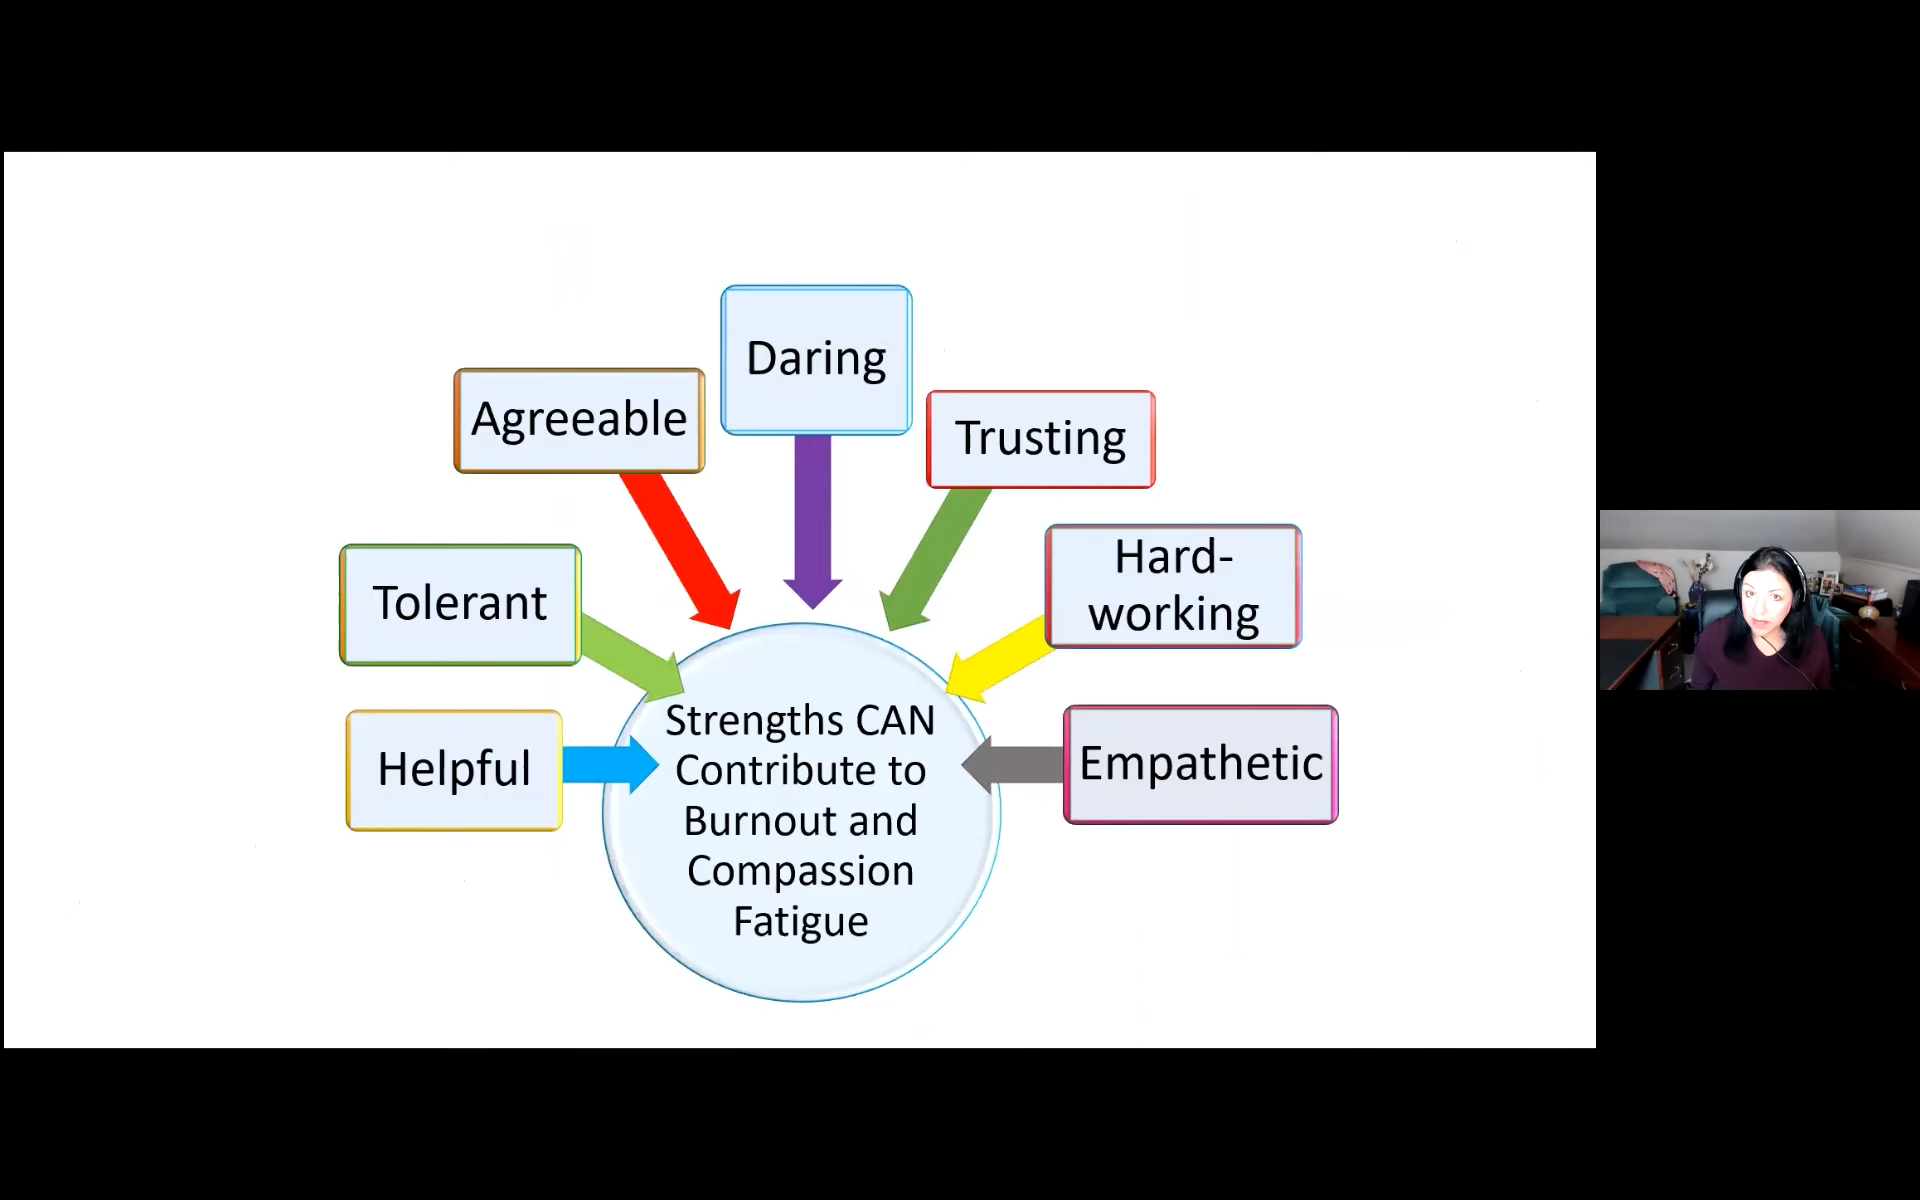 Daring
Agreeable
Trusting
Tolerant
Hard-
working
Helpful
Empathetic
Strengths CAN
Contribute to
Burnout and
Compassion
Fatigue